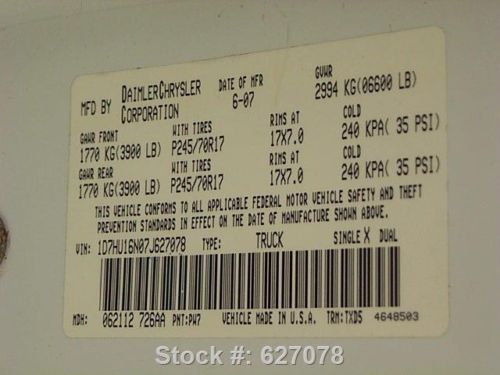 MFD BY DAIMLERCHRYSLER CORPORATION DATE OF MFR 6-07 GVWR 2994 KG(06600 LB)
GAWR FRONT WITH TIRES RIMS AT COLD
1770 KG(3900 LB) P245/70R17 17X7.0 240 KPA( 35 PSI)
GAWR REAR WITH TIRES RIMS AT COLD
1770 KG(3900 LB) P245/70R17 17X7.0 240 KPA( 35 PSI)
THIS VEHICLE CONFORMS TO ALL APPLICABLE FEDERAL MOTOR VEHICLE SAFETY AND THEFT
PREVENTION STANDARDS IN EFFECT ON THE DATE OF MANUFACTURE SHOWN ABOVE.
VIN: 1D7HU16N07J627078 TYPE: TRUCK SINGLE X DUAL
MDH: 062112 726AA PNT:PW7 VEHICLE MADE IN U.S.A. TRM:TXD5 4648503
Stock #: 627078